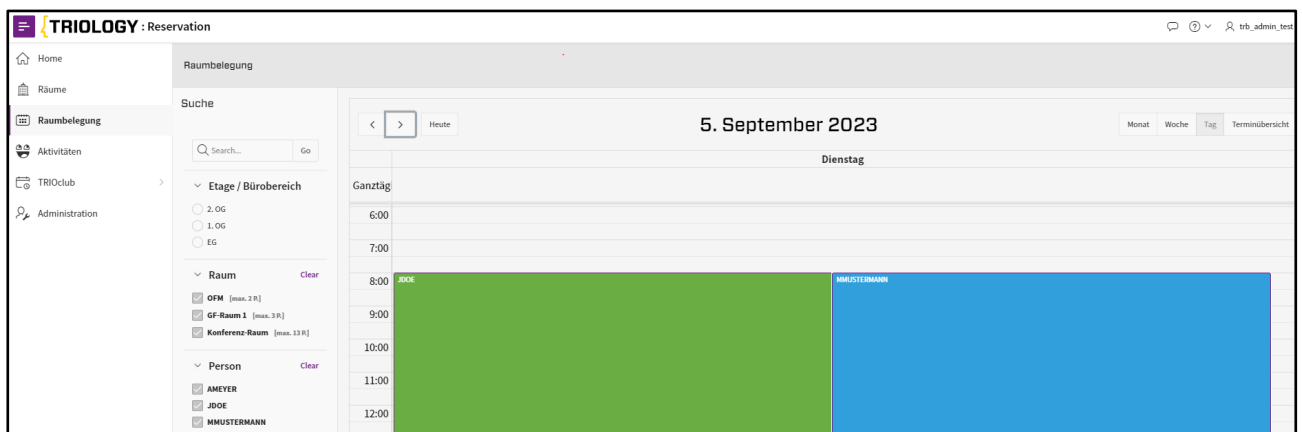 TRIOLOGY : Reservation
trb_admin_test
Home
Räume
Raumbelegung
Aktivitäten
TRIOclub
Administration
Raumbelegung
Suche
Search...
Go
Etage / Bürobereich
2. OG
1. OG
EG
Raum
Clear
OFM [max. 2 P.]
GF-Raum 1 [max. 3 P.]
Konferenz-Raum [max. 13 P.]
Person
Clear
AMEYER
JDOE
MMUSTERMANN
Heute
5. September 2023
Monat
Woche
Tag
Terminübersicht
Dienstag
Ganztäg
6:00
7:00
8:00
JDOE
MMUSTERMANN
9:00
10:00
11:00
12:00